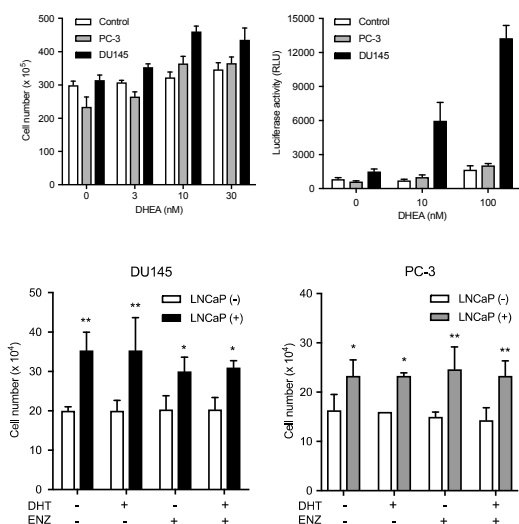 Control
PC-3
DU145
500
400
300
200
100
0
Cell number (x 10⁵)
0 3 10 30
DHEA (nM)
Control
PC-3
DU145
15000
12000
9000
6000
3000
0
Luciferase activity (RLU)
0 10 100
DHEA (nM)
DU145
LNCaP (-)
LNCaP (+)
50
40
30
20
10
0
Cell number (x 10⁴)
** ** * *
DHT - + - +
ENZ - - + +
PC-3
LNCaP (-)
LNCaP (+)
40
30
20
10
0
Cell number (x 10⁴)
* * ** **
- + - +
- - + +